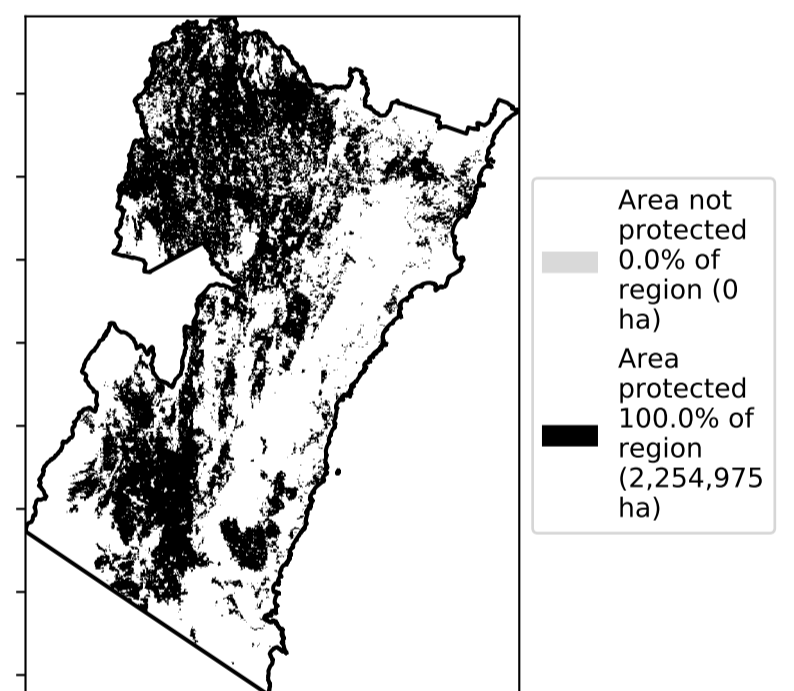 Area not
protected
0.0% of
region (0
ha)
Area
protected
100.0% of
region
(2,254,975
ha)